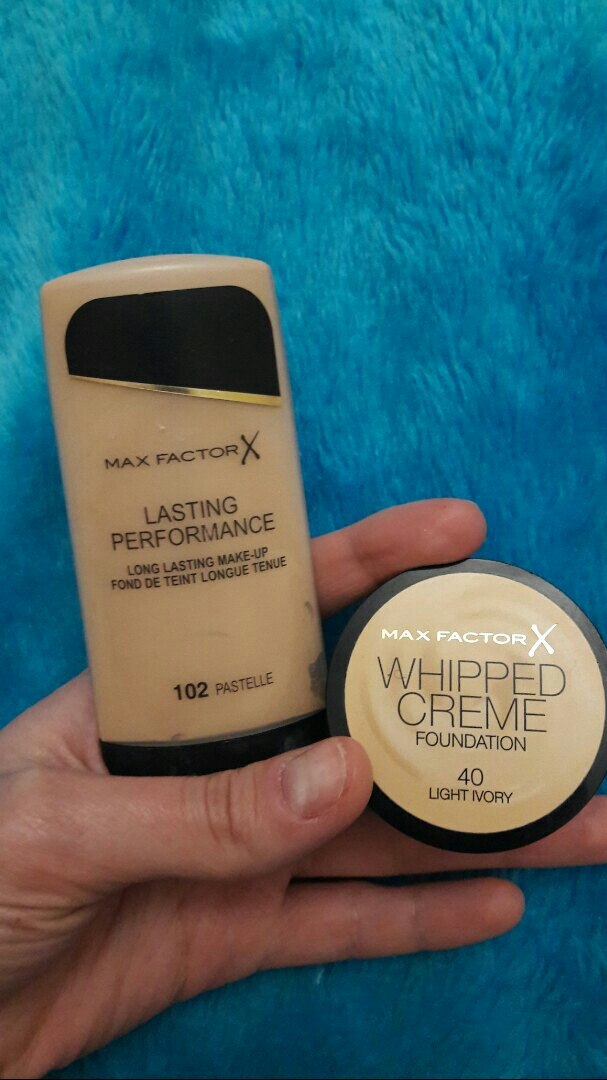 MAX FACTOR X
LASTING
PERFORMANCE
LONG LASTING MAKE-UP
FOND DE TEINT LONGUE TENUE
102 PASTELLE
MAX FACTOR X
WHIPPED
CREME
FOUNDATION
40
LIGHT IVORY